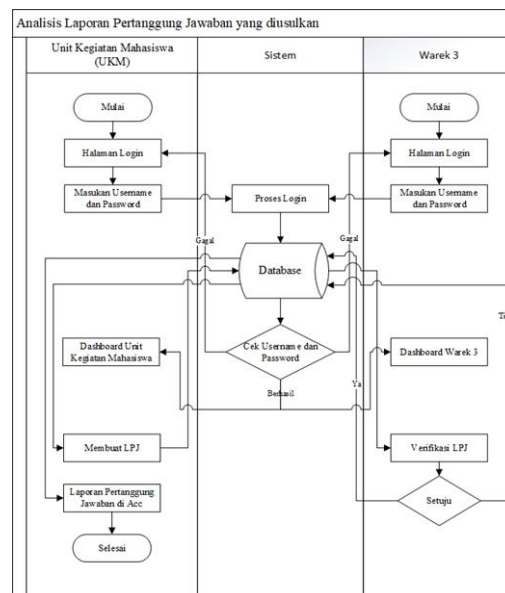 Analisis Laporan Pertanggung Jawaban yang diusulkan
Unit Kegiatan Mahasiswa
(UKM)
Sistem
Warek 3
Mulai
Mulai
Halaman Login
Halaman Login
Masukan Username
dan Password
Proses Login
Masukan Username
dan Password
Gagal
Gagal
Database
Cek Username dan
Password
Dashboard Unit
Kegiatan Mahasiswa
Dashboard Warek 3
Ya
Berhasil
Membuat LPJ
Verifikasi LPJ
Laporan Pertanggung
Jawaban di Acc
Setuju
Selesai